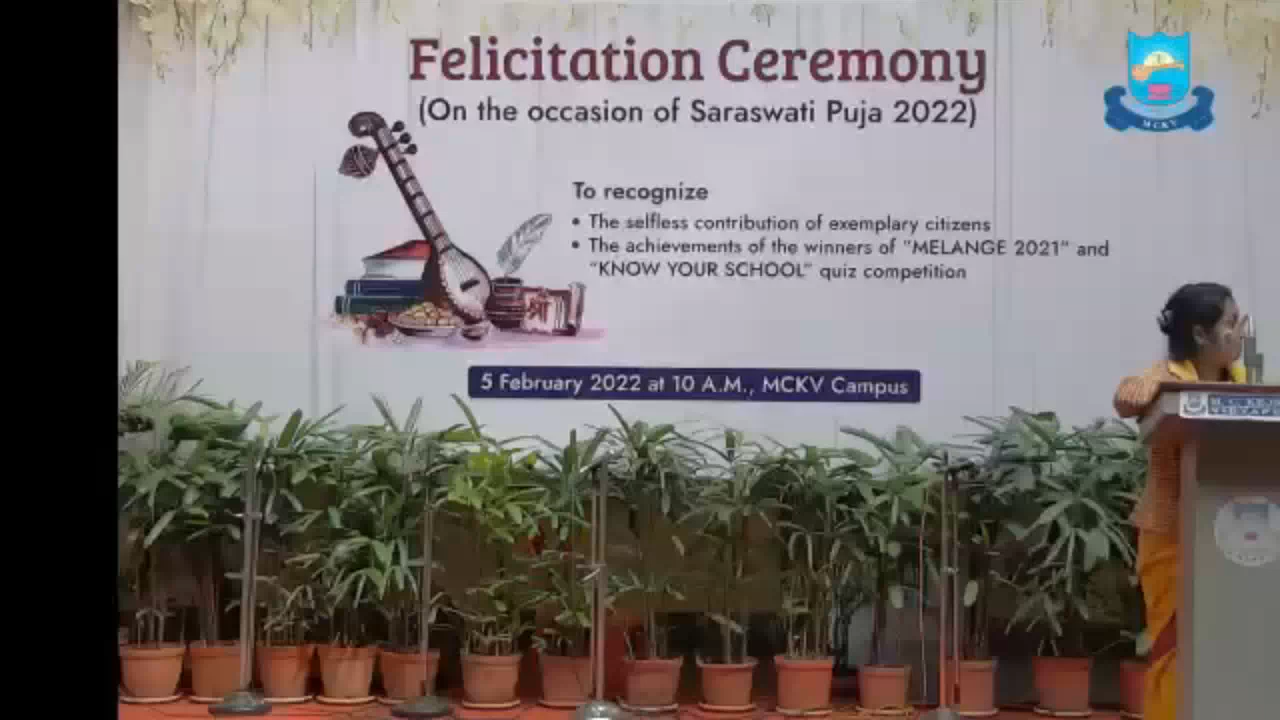 Felicitation Ceremony
(On the occasion of Saraswati Puja 2022)
MCKV
To recognize
• The selfless contribution of exemplary citizens
• The achievements of the winners of "MELANGE 2021" and
"KNOW YOUR SCHOOL" quiz competition
श्री
5 February 2022 at 10 A.M., MCKV Campus